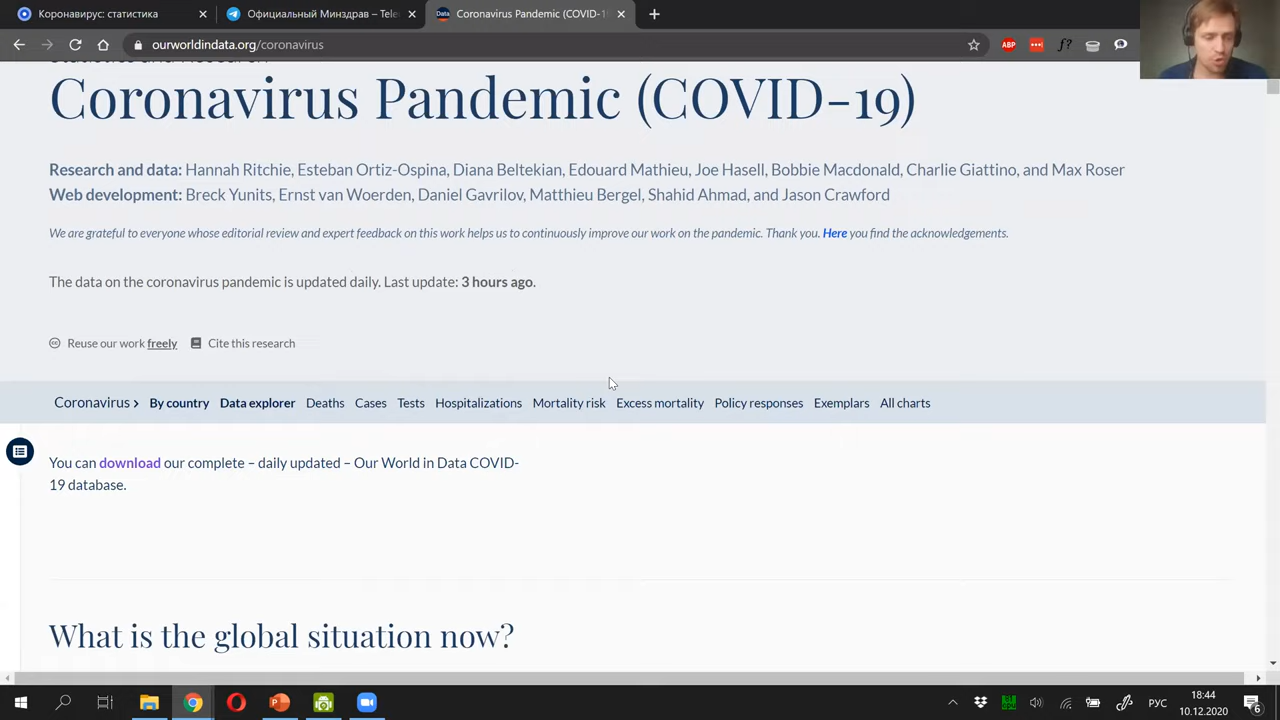 Коронавирус: статистика
Официальный Минздрав – Tele
Coronavirus Pandemic (COVID-19
ourworldindata.org/coronavirus
ABP
f?
Coronavirus Pandemic (COVID-19)
Research and data: Hannah Ritchie, Esteban Ortiz-Ospina, Diana Beltekian, Edouard Mathieu, Joe Hasell, Bobbie Macdonald, Charlie Giattino, and Max Roser
Web development: Breck Yunits, Ernst van Woerden, Daniel Gavrilov, Matthieu Bergel, Shahid Ahmad, and Jason Crawford
We are grateful to everyone whose editorial review and expert feedback on this work helps us to continuously improve our work on the pandemic. Thank you. Here you find the acknowledgements.
The data on the coronavirus pandemic is updated daily. Last update: 3 hours ago.
Reuse our work freely Cite this research
Coronavirus By country Data explorer Deaths Cases Tests Hospitalizations Mortality risk Excess mortality Policy responses Exemplars All charts
You can download our complete – daily updated – Our World in Data COVID-
19 database.
What is the global situation now?
РУС
18:44
10.12.2020
6